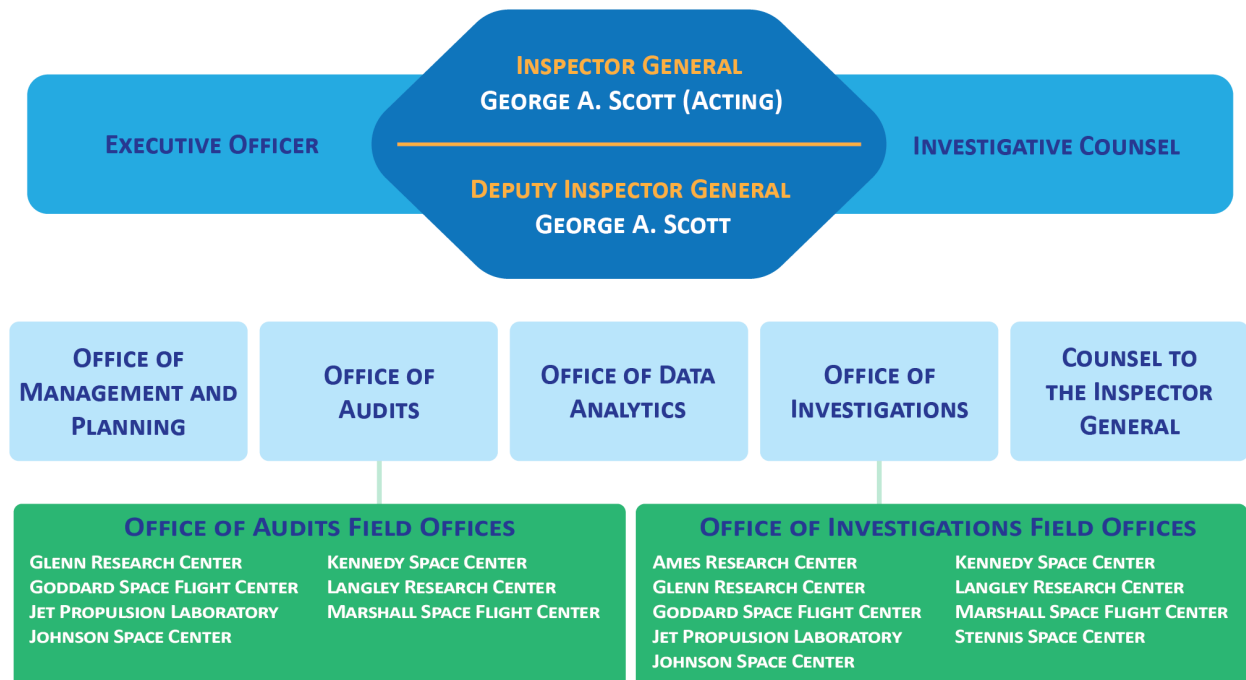 INSPECTOR GENERAL
GEORGE A. SCOTT (ACTING)
EXECUTIVE OFFICER
INVESTIGATIVE COUNSEL
DEPUTY INSPECTOR GENERAL
GEORGE A. SCOTT
OFFICE OF
MANAGEMENT AND
PLANNING
OFFICE OF
AUDITS
OFFICE OF DATA
ANALYTICS
OFFICE OF
INVESTIGATIONS
COUNSEL TO
THE INSPECTOR
GENERAL
OFFICE OF AUDITS FIELD OFFICES
GLENN RESEARCH CENTER
GODDARD SPACE FLIGHT CENTER
JET PROPULSION LABORATORY
JOHNSON SPACE CENTER
KENNEDY SPACE CENTER
LANGLEY RESEARCH CENTER
MARSHALL SPACE FLIGHT CENTER
OFFICE OF INVESTIGATIONS FIELD OFFICES
AMES RESEARCH CENTER
GLENN RESEARCH CENTER
GODDARD SPACE FLIGHT CENTER
JET PROPULSION LABORATORY
JOHNSON SPACE CENTER
KENNEDY SPACE CENTER
LANGLEY RESEARCH CENTER
MARSHALL SPACE FLIGHT CENTER
STENNIS SPACE CENTER